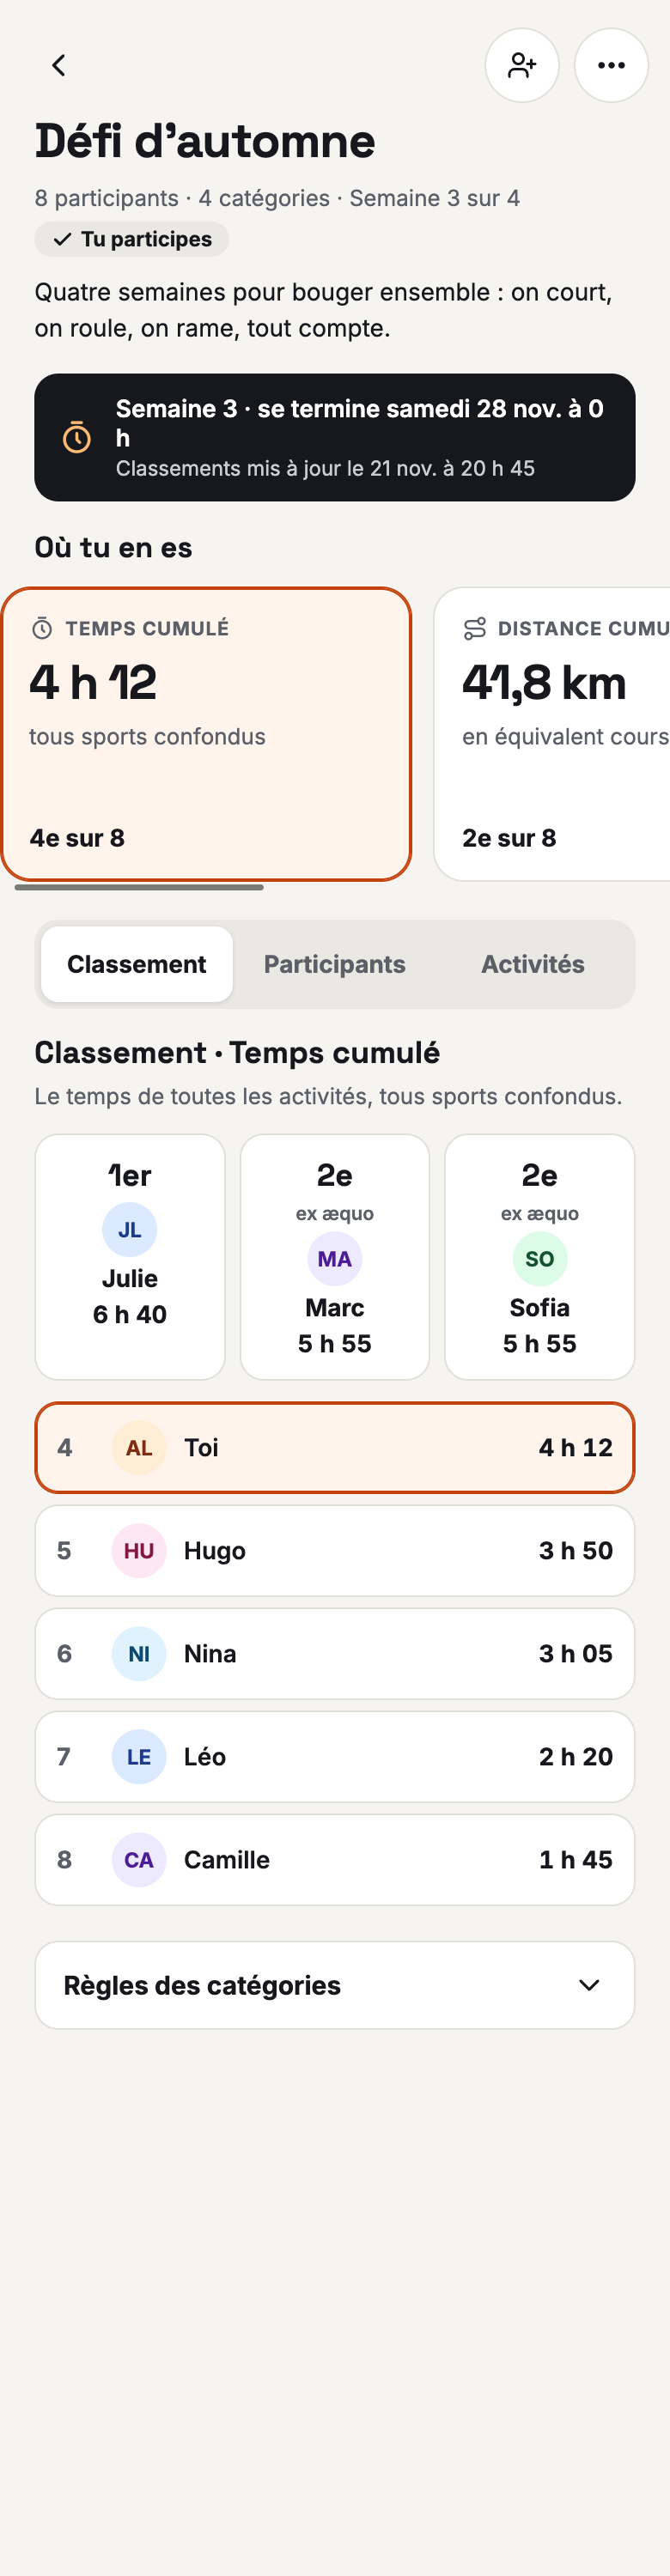 Défi d’automne
8 participants · 4 catégories · Semaine 3 sur 4
Tu participes
Quatre semaines pour bouger ensemble : on court,
on roule, on rame, tout compte.
Semaine 3 · se termine samedi 28 nov. à 0
h
Classements mis à jour le 21 nov. à 20 h 45
Où tu en es
TEMPS CUMULÉ
4 h 12
tous sports confondus
4e sur 8
DISTANCE CUMU
41,8 km
en équivalent cours
2e sur 8
Classement
Participants
Activités
Classement · Temps cumulé
Le temps de toutes les activités, tous sports confondus.
1er
JL
Julie
6 h 40
2e
ex æquo
MA
Marc
5 h 55
2e
ex æquo
SO
Sofia
5 h 55
4 AL Toi 4 h 12
5 HU Hugo 3 h 50
6 NI Nina 3 h 05
7 LE Léo 2 h 20
8 CA Camille 1 h 45
Règles des catégories